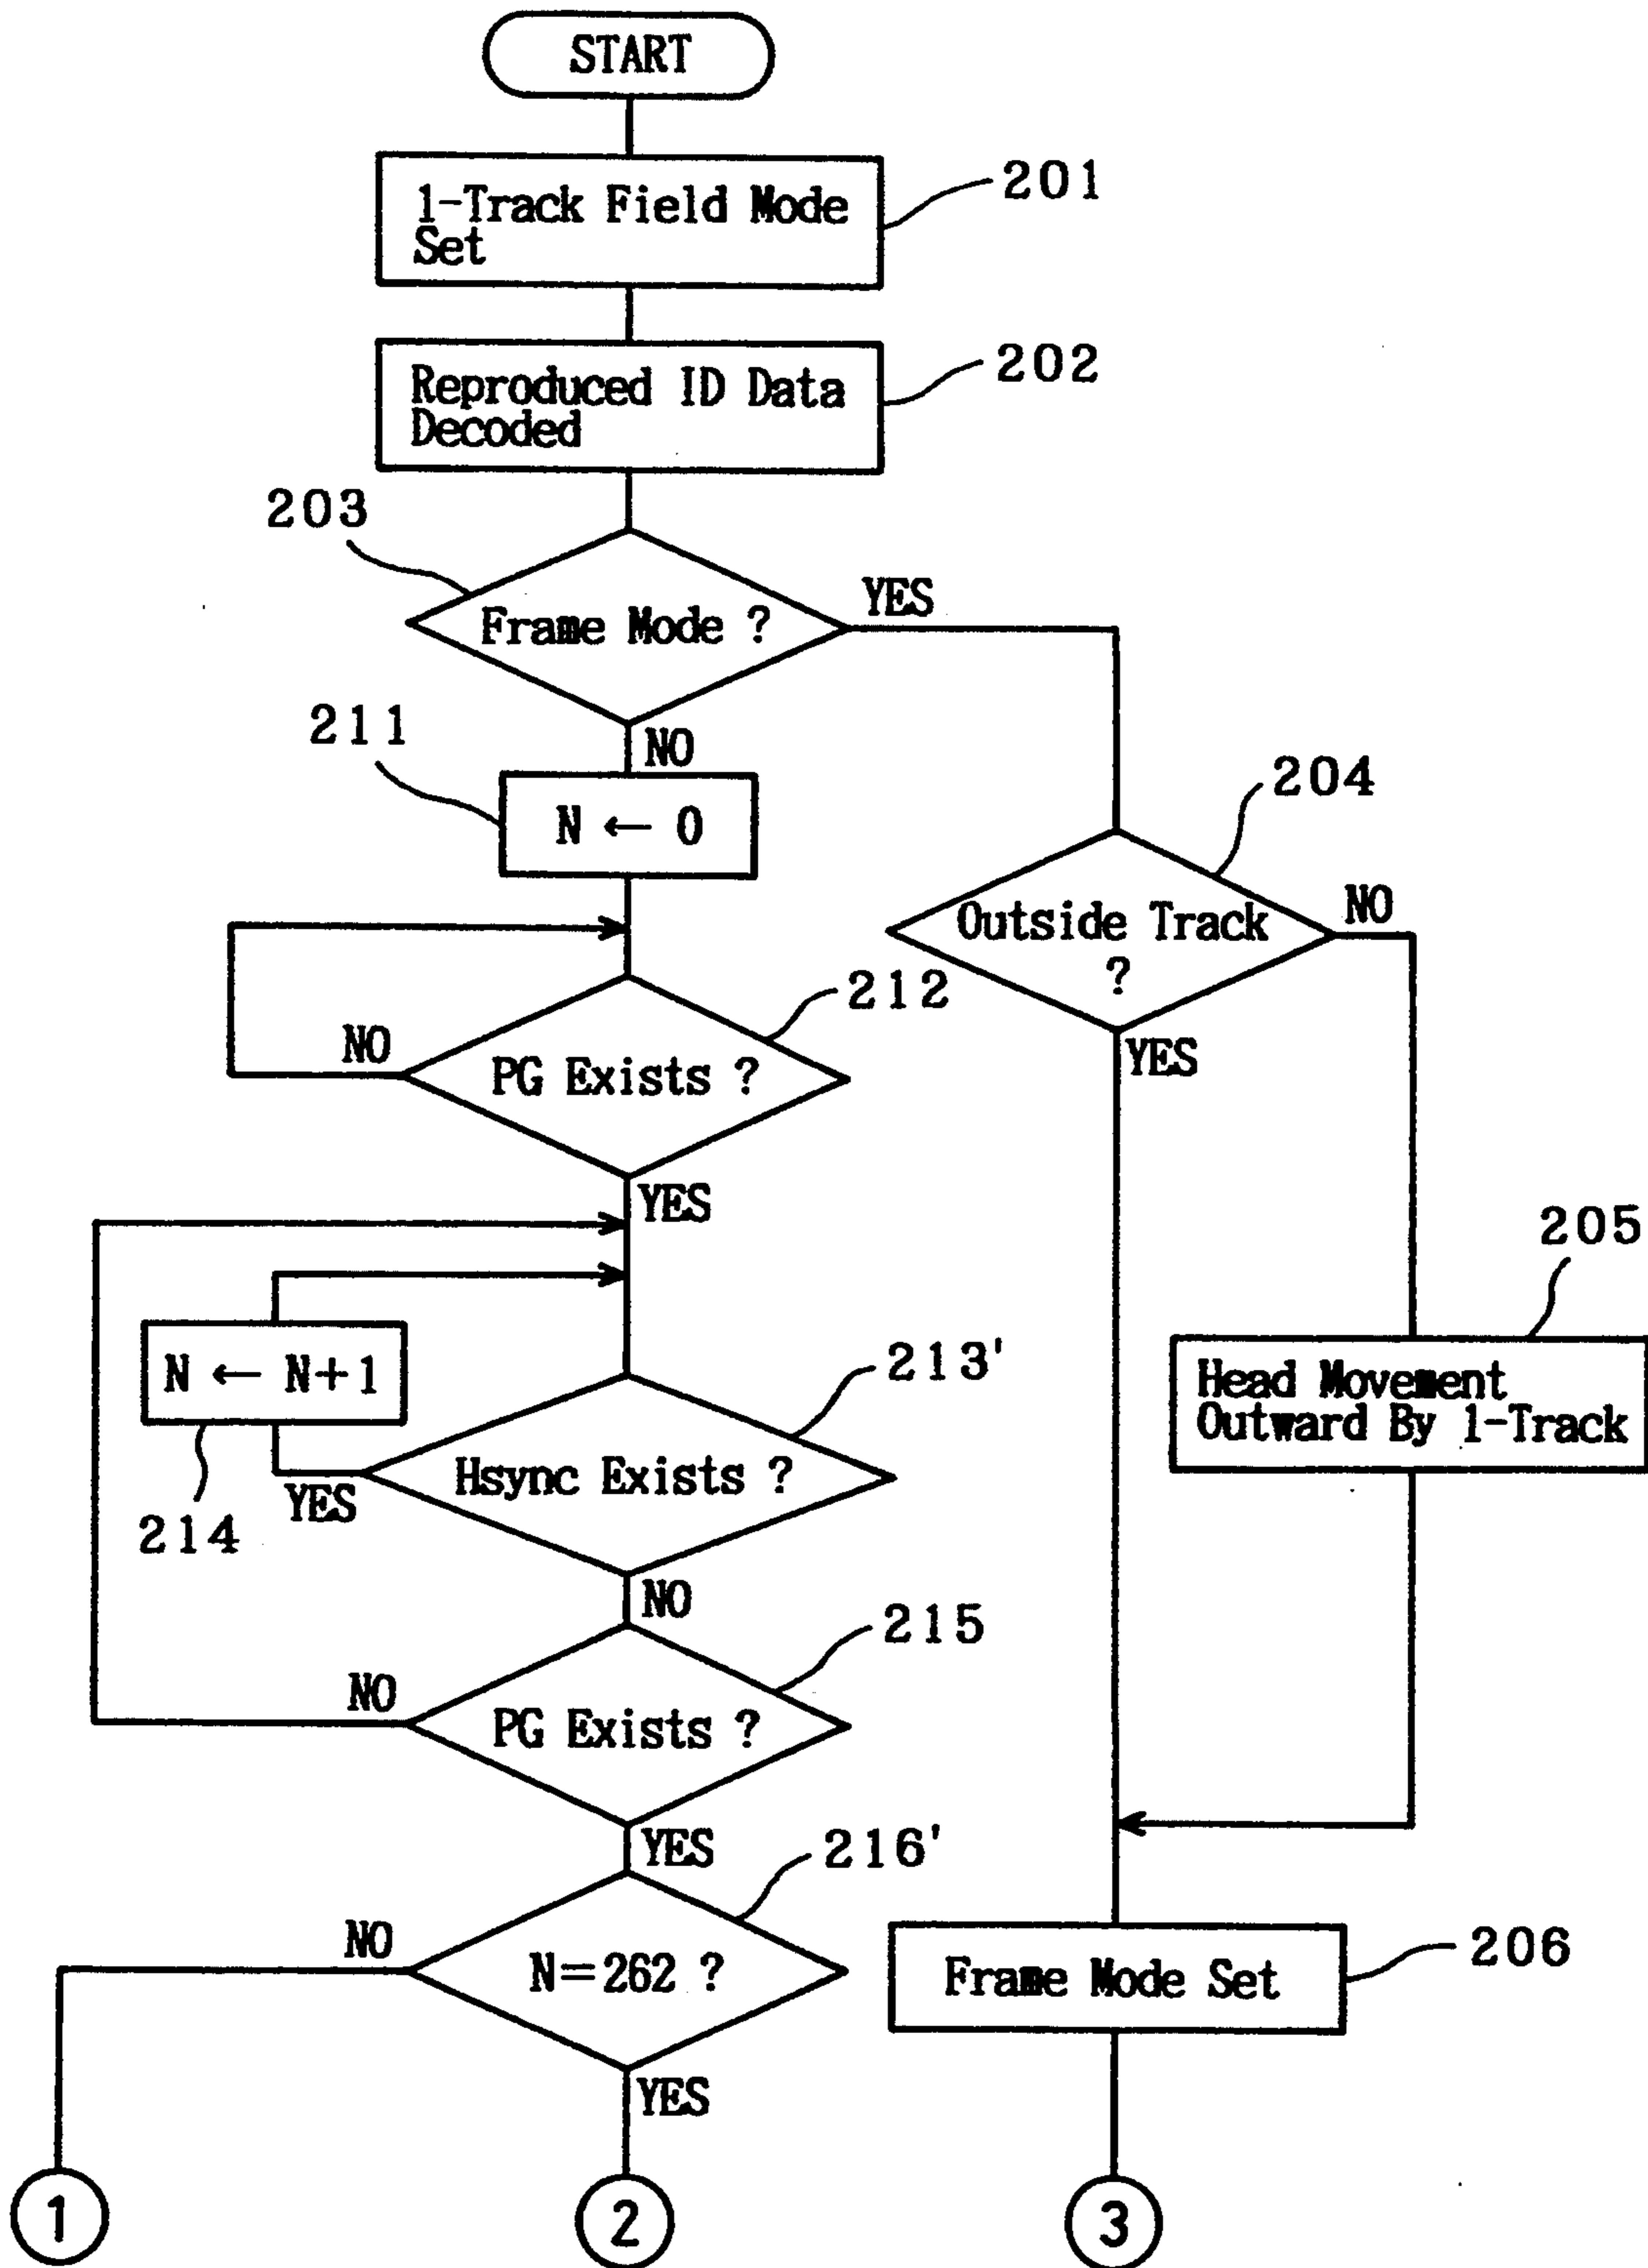 START
1-Track Field Mode
Set
201
Reproduced ID Data
Decoded
202
203
Frame Mode ?
YES
NO
211
N ← 0
204
Outside Track
?
NO
YES
212
PG Exists ?
NO
YES
205
Head Movement
Outward By 1-Track
N ← N+1
214
213'
Hsync Exists ?
YES
NO
215
PG Exists ?
NO
YES
216'
N=262 ?
NO
YES
Frame Mode Set
206
1
2
3